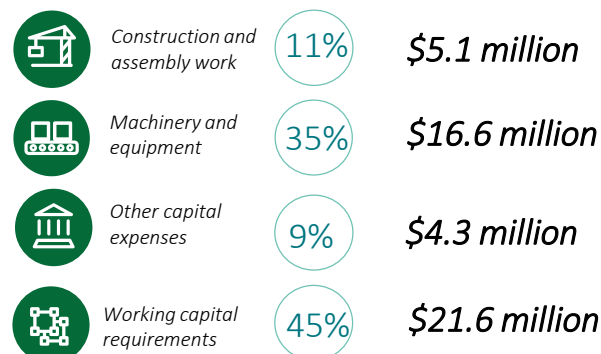 Construction and
assembly work
11%
$5.1 million
Machinery and
equipment
35%
$16.6 million
Other capital
expenses
9%
$4.3 million
Working capital
requirements
45%
$21.6 million